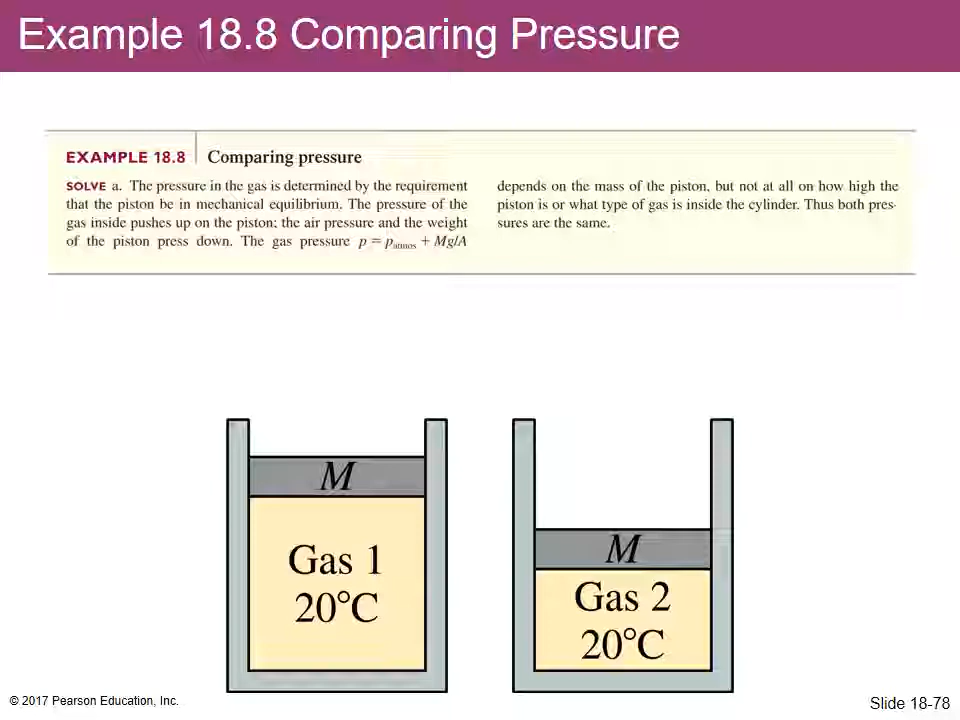 Example 18.8 Comparing Pressure
EXAMPLE 18.8 Comparing pressure
SOLVE a. The pressure in the gas is determined by the requirement
that the piston be in mechanical equilibrium. The pressure of the
gas inside pushes up on the piston; the air pressure and the weight
of the piston press down. The gas pressure p = patmos + Mg/A
depends on the mass of the piston, but not at all on how high the
piston is or what type of gas is inside the cylinder. Thus both pres-
sures are the same.
M
Gas 1
20°C
M
Gas 2
20°C
© 2017 Pearson Education, Inc.
Slide 18-78